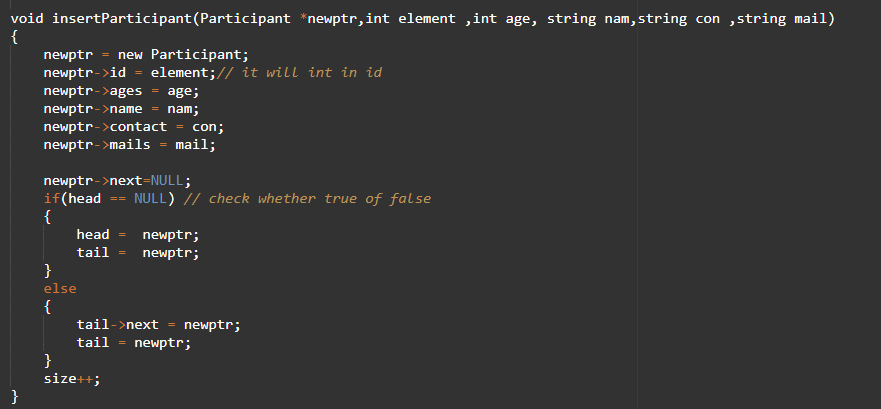 void insertParticipant(Participant *newptr,int element ,int age, string nam,string con ,string mail)
{
    newptr = new Participant;
    newptr->id = element;// it will int in id
    newptr->ages = age;
    newptr->name = nam;
    newptr->contact = con;
    newptr->mails = mail;

    newptr->next=NULL;
    if(head == NULL) // check whether true of false
    {
        head =  newptr;
        tail =  newptr;
    }
    else
    {
        tail->next = newptr;
        tail = newptr;
    }
    size++;
}